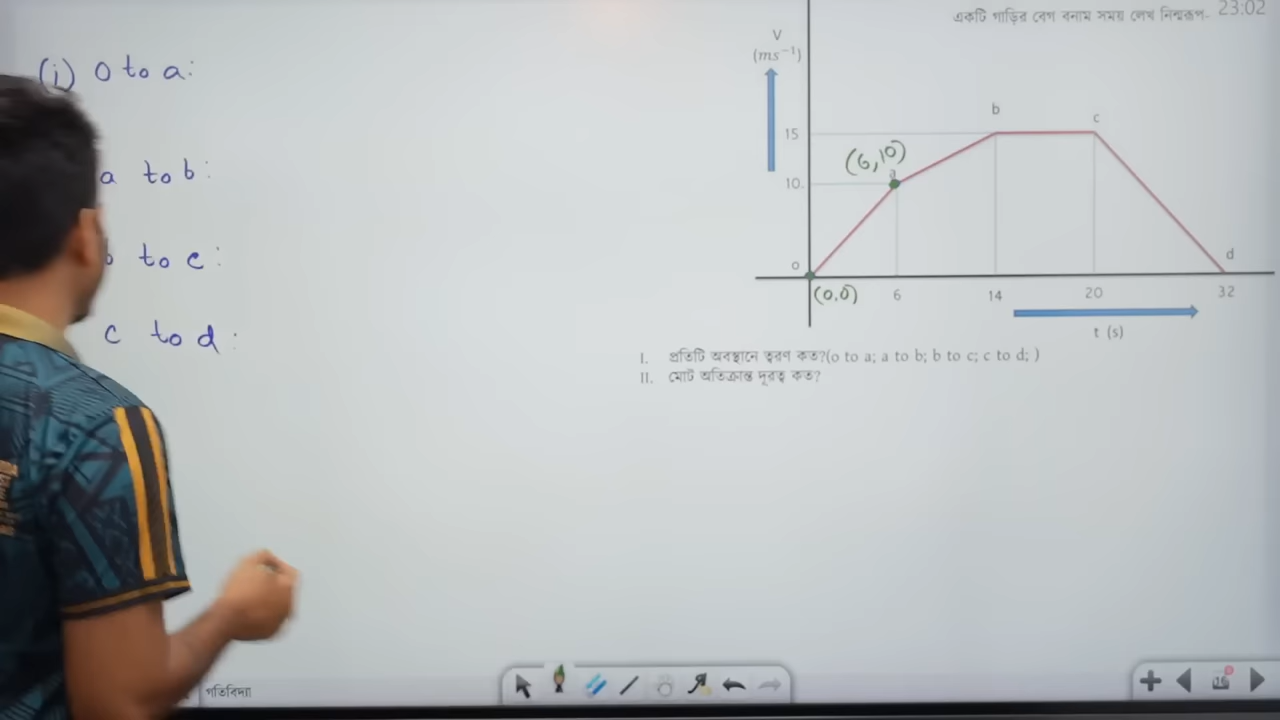 23:02
একটি গাড়ির বেগ বনাম সময় লেখ নিম্নরূপ-
(i) 0 to a:
a to b:
b to c:
c to d:
V
(ms⁻¹)
15
10.
o
(6,10)
a
b
c
d
(0,0)
6
14
20
32
t (s)
I. প্রতিটি অবস্থানে ত্বরণ কত?(o to a; a to b; b to c; c to d; )
II. মোট অতিক্রান্ত দূরত্ব কত?
গতিবিদ্যা